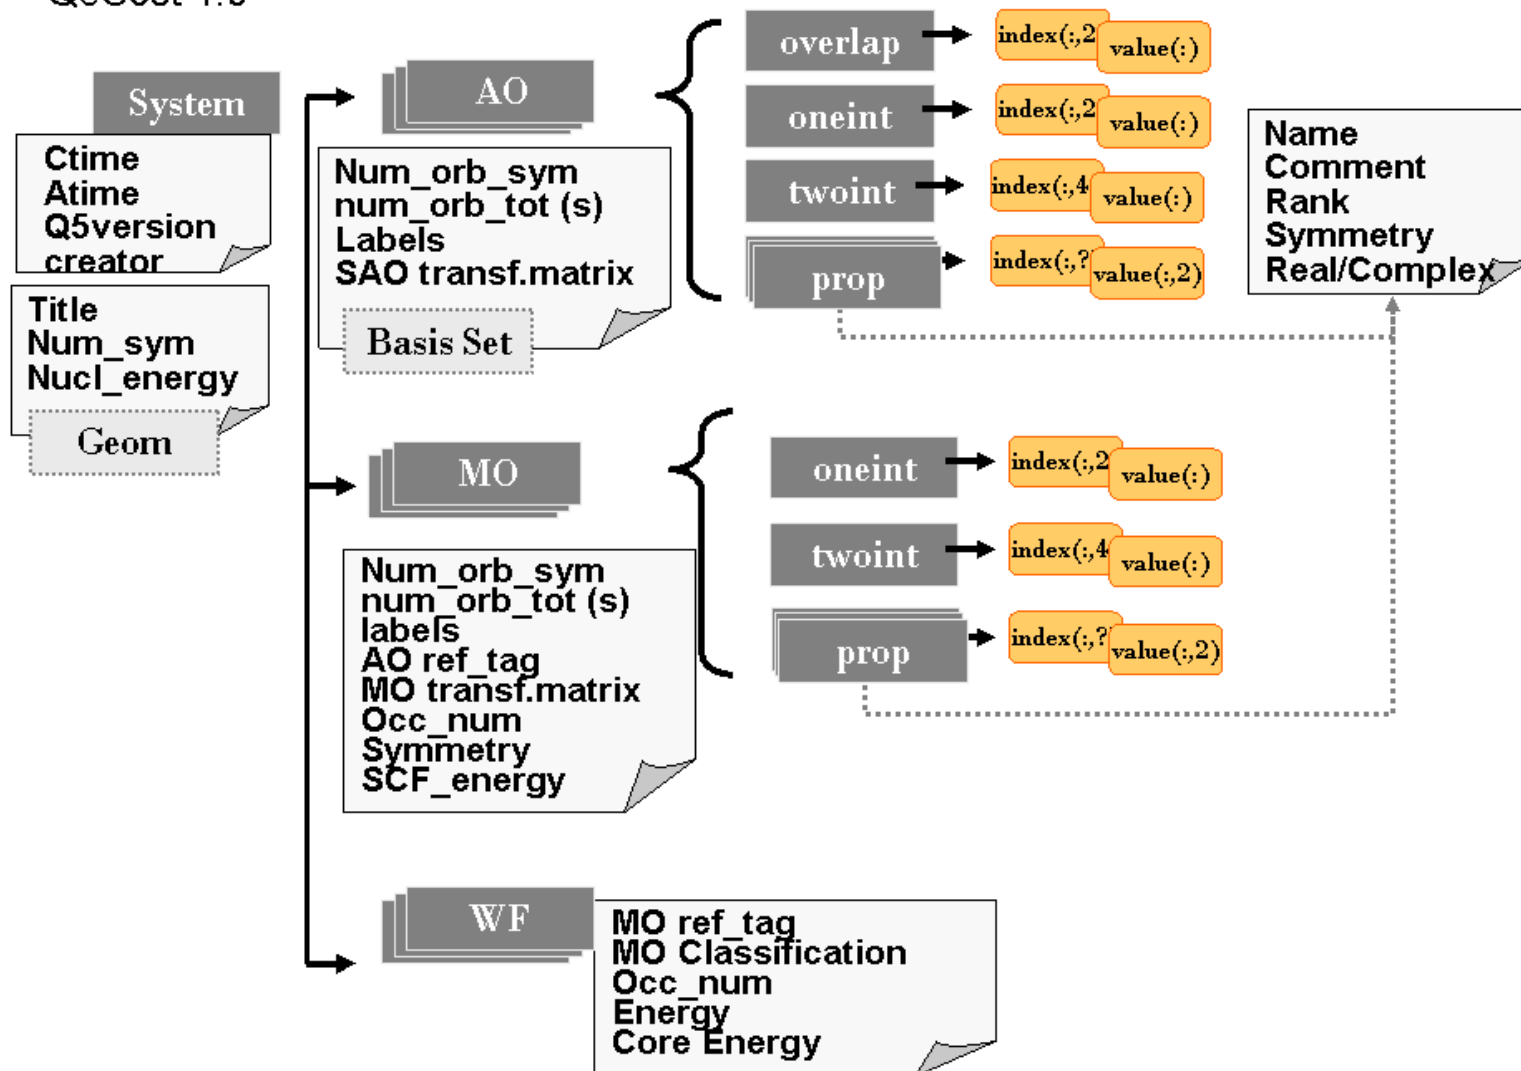 System
Ctime
Atime
Q5version
creator
Title
Num_sym
Nucl_energy
Geom
AO
Num_orb_sym
num_orb_tot (s)
Labels
SAO transf.matrix
Basis Set
overlap
index(:,2
value(:)
oneint
index(:,2
value(:)
twoint
index(:,4
value(:)
prop
index(:,?
value(:,2)
Name
Comment
Rank
Symmetry
Real/Complex
MO
Num_orb_sym
num_orb_tot (s)
labels
AO ref_tag
MO transf.matrix
Occ_num
Symmetry
SCF_energy
oneint
index(:,2
value(:)
twoint
index(:,4
value(:)
prop
index(:,?
value(:,2)
WF
MO ref_tag
MO Classification
Occ_num
Energy
Core Energy